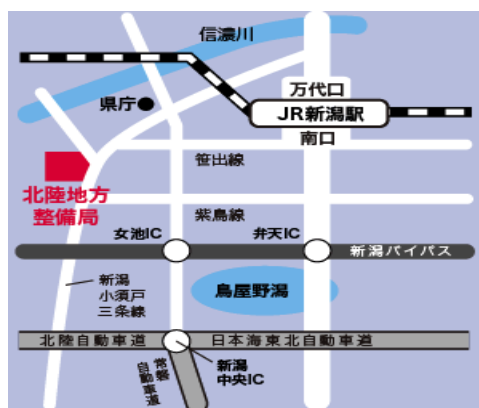 信濃川
県庁
万代口
JR新潟駅
南口
笹出線
北陸地方
整備局
紫鳥線
女池IC
弁天IC
新潟バイパス
新潟
小須戸
三条線
鳥屋野潟
北陸自動車道
日本海東北自動車道
新潟
中央IC
常磐
自動車道